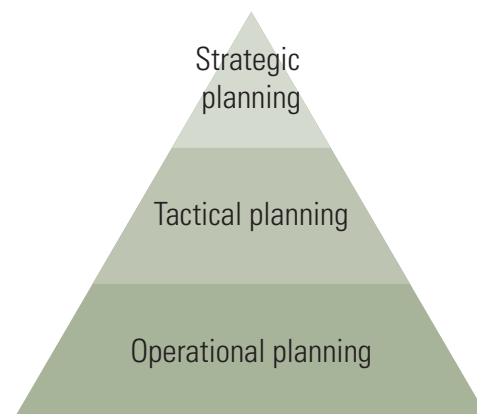 Strategic
planning
Tactical planning
Operational planning